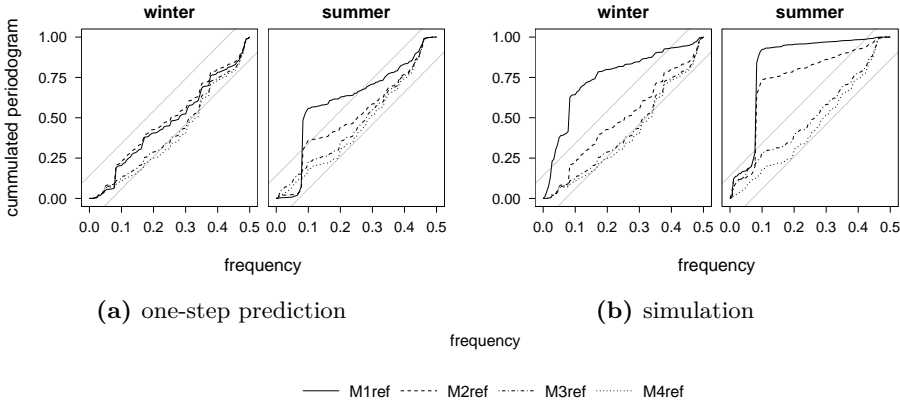 winter summer winter summer
cummulated periodogram
1.00
0.75
0.50
0.25
0.00
1.00
0.75
0.50
0.25
0.00
0.0 0.1 0.2 0.3 0.4 0.5 0.0 0.1 0.2 0.3 0.4 0.5 0.0 0.1 0.2 0.3 0.4 0.5 0.0 0.1 0.2 0.3 0.4 0.5
frequency frequency
(a) one-step prediction (b) simulation
frequency
M1ref M2ref M3ref M4ref